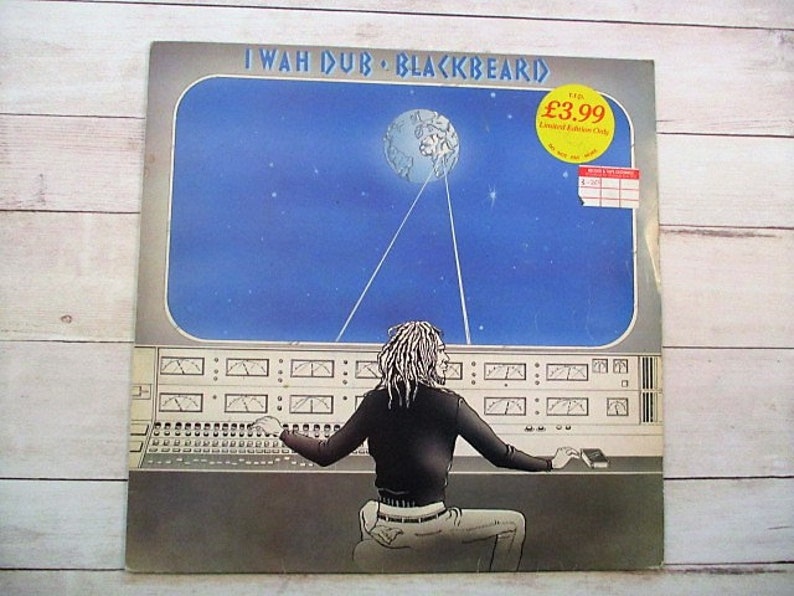 I WAH DUB • BLACKBEARD
r.r.p.
£3.99
Limited Edition Only